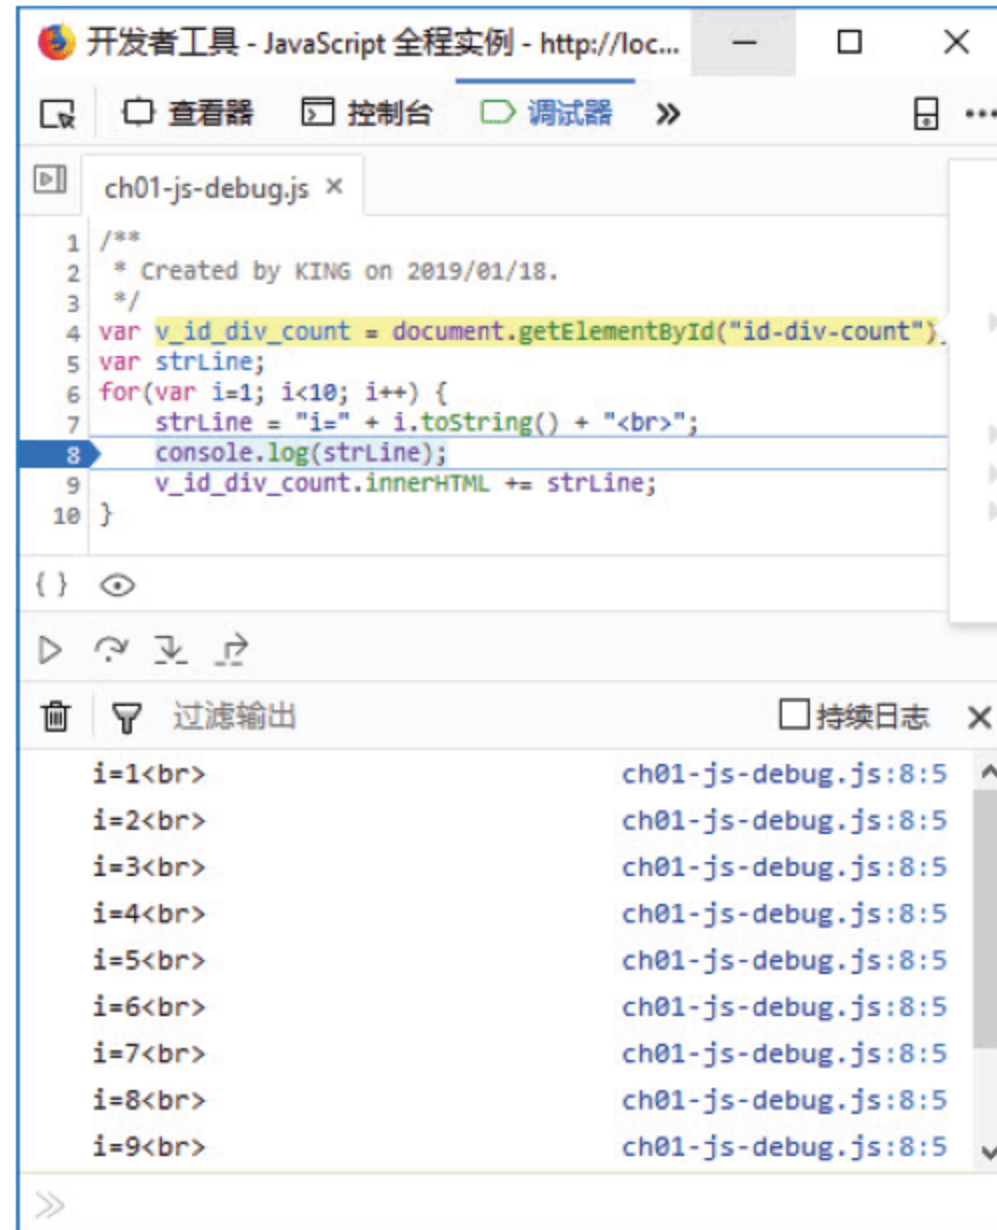 开发者工具 - JavaScript 全程实例 - http://loc...
查看器 控制台 调试器
ch01-js-debug.js
1 /**
2  * Created by KING on 2019/01/18.
3  */
4 var v_id_div_count = document.getElementById("id-div-count")
5 var strLine;
6 for(var i=1; i<10; i++) {
7     strLine = "i=" + i.toString() + "<br>";
8     console.log(strLine);
9     v_id_div_count.innerHTML += strLine;
10 }
{ }
过滤输出 持续日志
i=1<br> ch01-js-debug.js:8:5
i=2<br> ch01-js-debug.js:8:5
i=3<br> ch01-js-debug.js:8:5
i=4<br> ch01-js-debug.js:8:5
i=5<br> ch01-js-debug.js:8:5
i=6<br> ch01-js-debug.js:8:5
i=7<br> ch01-js-debug.js:8:5
i=8<br> ch01-js-debug.js:8:5
i=9<br> ch01-js-debug.js:8:5